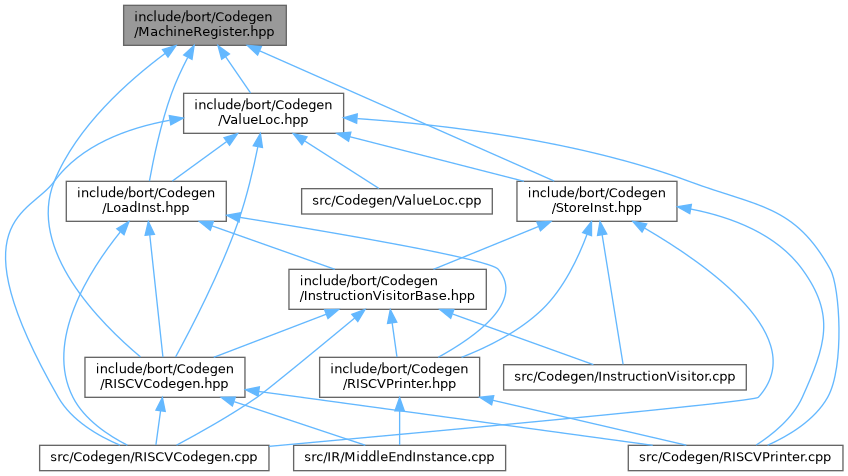 include/bort/Codegen
/MachineRegister.hpp
include/bort/Codegen
/ValueLoc.hpp
include/bort/Codegen
/LoadInst.hpp
src/Codegen/ValueLoc.cpp
include/bort/Codegen
/StoreInst.hpp
include/bort/Codegen
/InstructionVisitorBase.hpp
include/bort/Codegen
/RISCVCodegen.hpp
include/bort/Codegen
/RISCVPrinter.hpp
src/Codegen/InstructionVisitor.cpp
src/Codegen/RISCVCodegen.cpp
src/IR/MiddleEndInstance.cpp
src/Codegen/RISCVPrinter.cpp